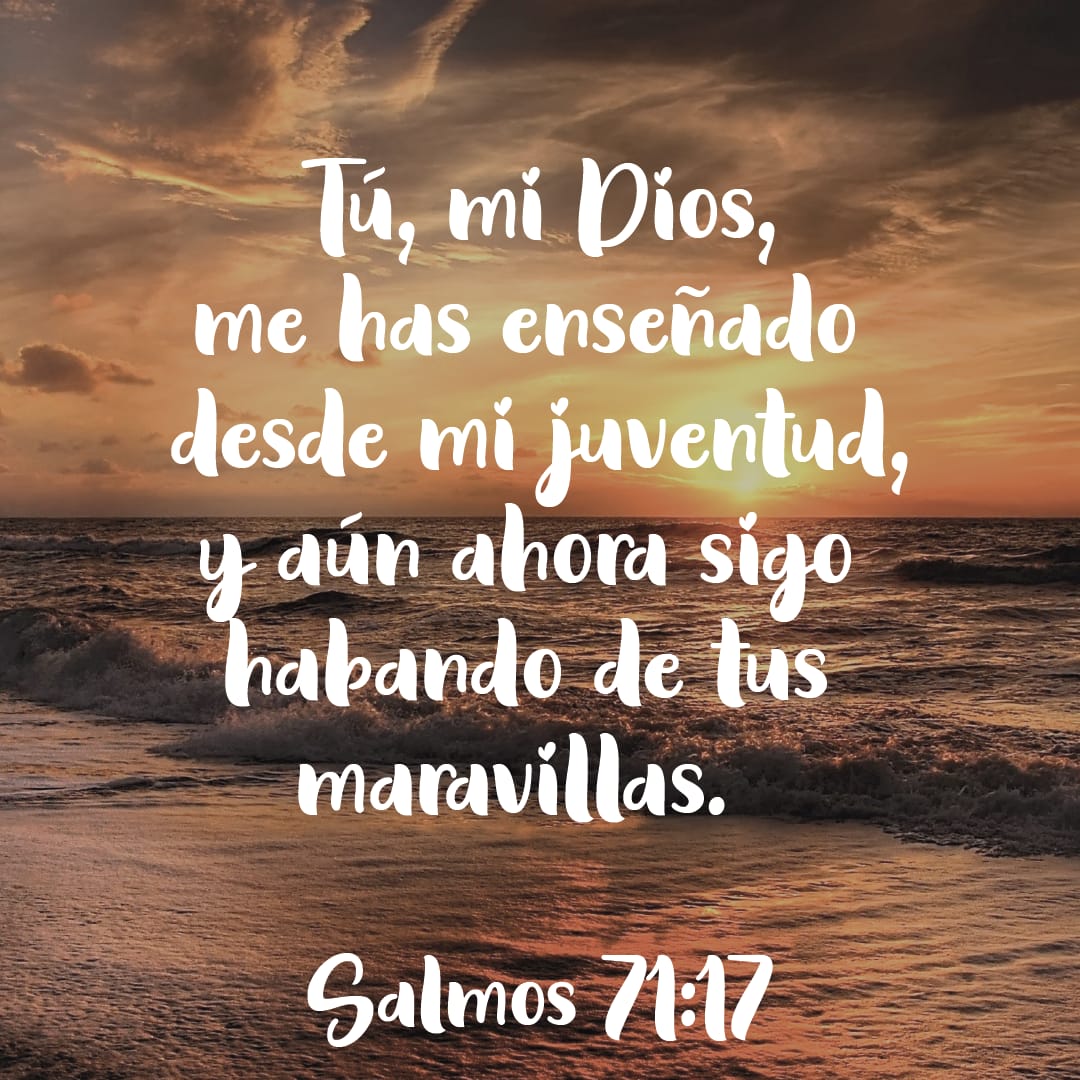 Tú, mi Dios,
me has enseñado
desde mi juventud,
y aún ahora sigo
habando de tus
maravillas.
Salmos 71:17